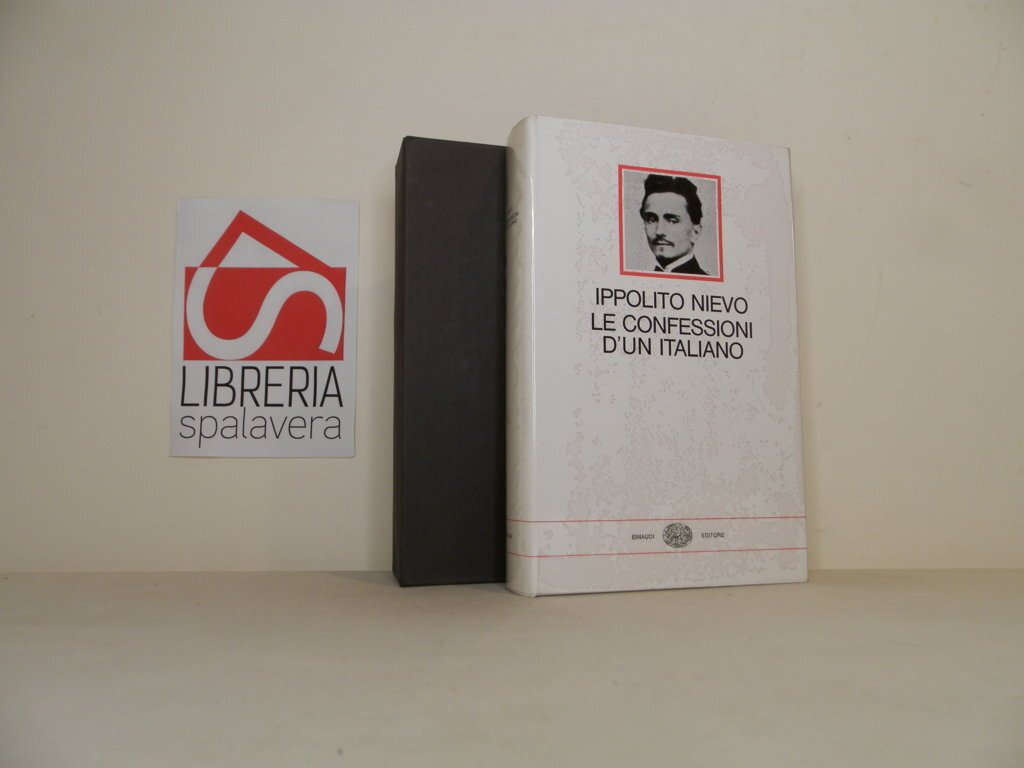 LIBRERIA
spalavera
IPPOLITO NIEVO
LE CONFESSIONI
D'UN ITALIANO
EINAUDI EDITORE